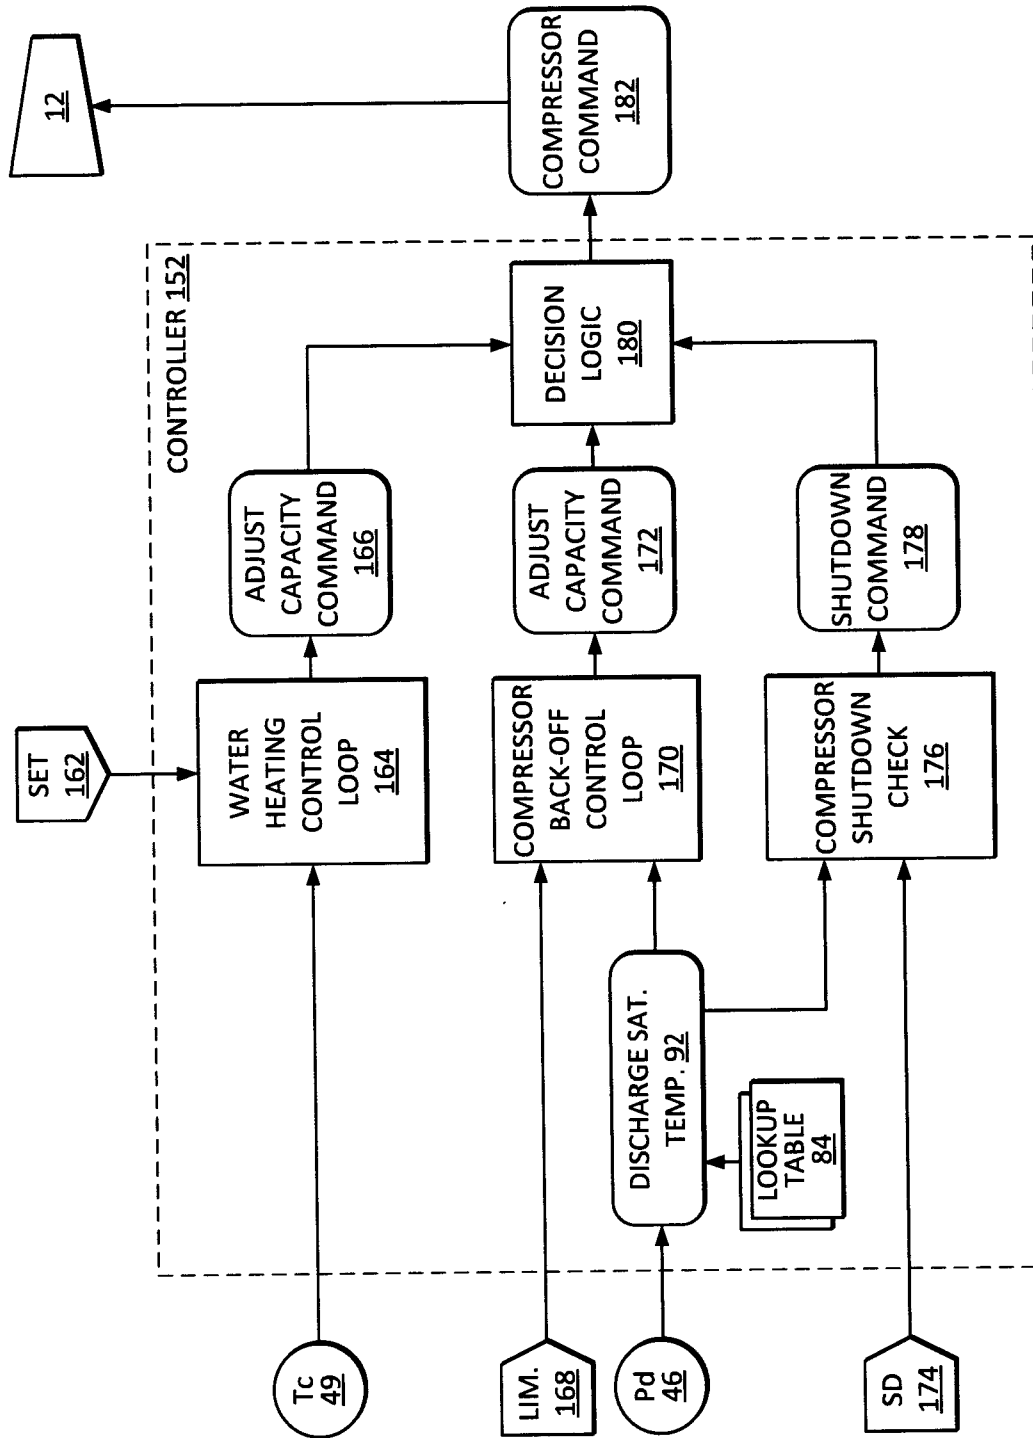 12
COMPRESSOR
COMMAND
182
CONTROLLER 152
SET
162
Tc
49
WATER
HEATING
CONTROL
LOOP
164
ADJUST
CAPACITY
COMMAND
166
LIM.
168
COMPRESSOR
BACK-OFF
CONTROL
LOOP
170
ADJUST
CAPACITY
COMMAND
172
DECISION
LOGIC
180
Pd
46
DISCHARGE SAT.
TEMP. 92
LOOKUP
TABLE
84
SD
174
COMPRESSOR
SHUTDOWN
CHECK
176
SHUTDOWN
COMMAND
178